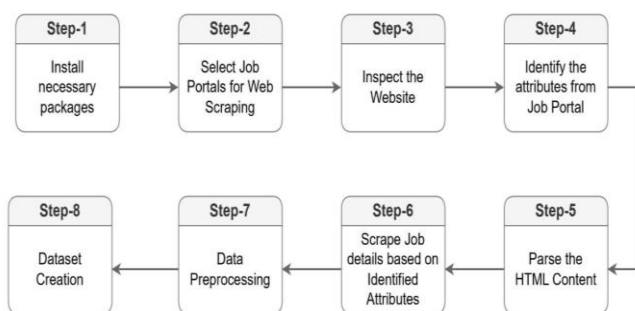 Step-1
Install
necessary
packages
Step-2
Select Job
Portals for Web
Scraping
Step-3
Inspect the
Website
Step-4
Identify the
attributes from
Job Portal
Step-5
Parse the
HTML Content
Step-6
Scrape Job
details based on
Identified
Attributes
Step-7
Data
Preprocessing
Step-8
Dataset
Creation